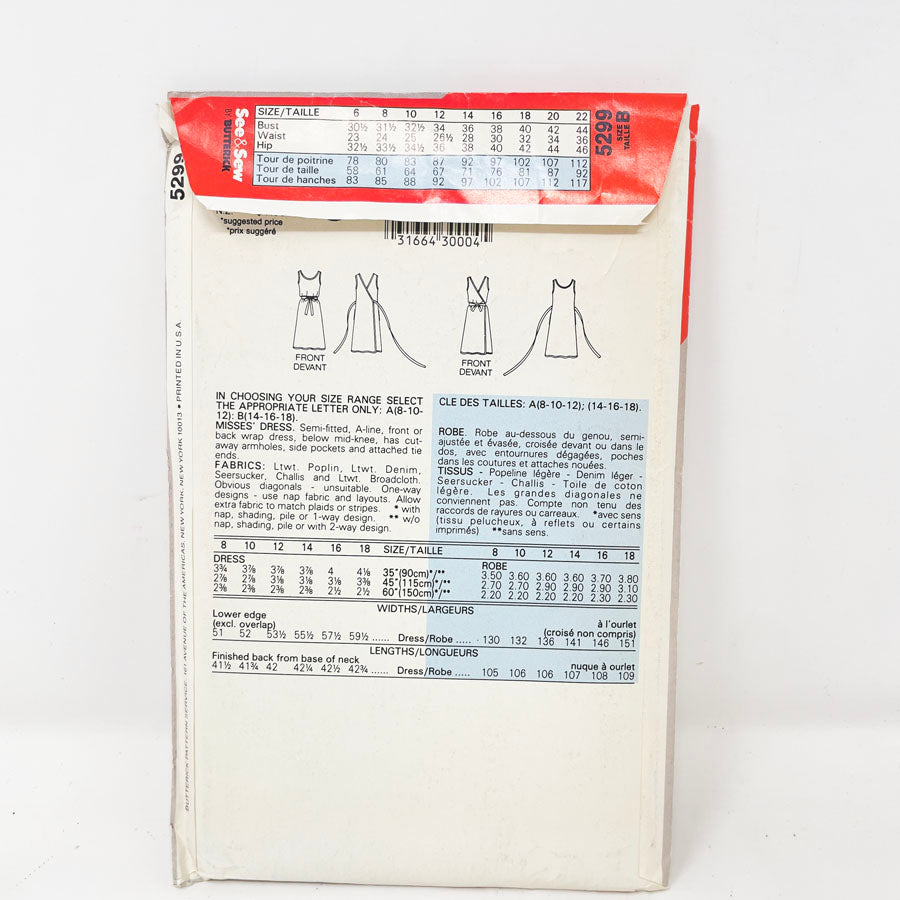 See & Sew
BY BUTTERICK
SIZE/TAILLE 6 8 10 12 14 16 18 20 22
Bust 30½ 31½ 32½ 34 36 38 40 42 44
Waist 23 24 25 26½ 28 30 32 34 36
Hip 32½ 33½ 34½ 36 38 40 42 44 46
Tour de poitrine 78 80 83 87 92 97 102 107 112
Tour de taille 58 61 64 67 71 76 81 87 92
Tour de hanches 83 85 88 92 97 102 107 112 117
5299
SIZE
TAILLE B
5299
*suggested price
*prix suggéré
31664 30004
FRONT
DEVANT
FRONT
DEVANT
IN CHOOSING YOUR SIZE RANGE SELECT
THE APPROPRIATE LETTER ONLY: A(8-10-
12); B(14-16-18).
MISSES' DRESS. Semi-fitted, A-line, front or
back wrap dress, below mid-knee, has cut-
away armholes, side pockets and attached tie
ends.
FABRICS: Ltwt. Poplin, Ltwt. Denim,
Seersucker, Challis and Ltwt. Broadcloth.
Obvious diagonals - unsuitable. One-way
designs - use nap fabric and layouts. Allow
extra fabric to match plaids or stripes. * with
nap, shading, pile or 1-way design. ** w/o
nap, shading, pile or with 2-way design.
CLE DES TAILLES: A(8-10-12); (14-16-18).
ROBE. Robe au-dessous du genou, semi-
ajustée et évasée, croisée devant ou dans le
dos, avec entournures dégagées, poches
dans les coutures et attaches nouées.
TISSUS - Popeline légère - Denim léger -
Seersucker - Challis - Toile de coton
légère. Les grandes diagonales ne
conviennent pas. Compte non tenu des
raccords de rayures ou carreaux. *avec sens
(tissu pelucheux, à reflets ou certains
imprimés) **sans sens.
8 10 12 14 16 18 SIZE/TAILLE 8 10 12 14 16 18
DRESS ROBE
3¾ 3⅞ 3⅞ 3⅞ 4 4⅛ 35"(90cm)*/** 3.50 3.60 3.60 3.60 3.70 3.80
2⅞ 2⅞ 3⅛ 3⅛ 3⅛ 3⅜ 45"(115cm)*/** 2.70 2.70 2.90 2.90 2.90 3.10
2⅜ 2⅜ 2⅜ 2⅜ 2½ 2½ 60"(150cm)*/** 2.20 2.20 2.20 2.20 2.30 2.30
WIDTHS/LARGEURS
Lower edge à l'ourlet
(excl. overlap) (croisé non compris)
51 52 53½ 55½ 57½ 59½ ...... Dress/Robe ...... 130 132 136 141 146 151
LENGTHS/LONGUEURS
Finished back from base of neck nuque à ourlet
41½ 41¾ 42 42¼ 42½ 42¾ ...... Dress/Robe ..... 105 106 106 107 108 109
BUTTERICK PATTERN SERVICE: 161 AVENUE OF THE AMERICAS, NEW YORK, NEW YORK 10013 • PRINTED IN U.S.A.